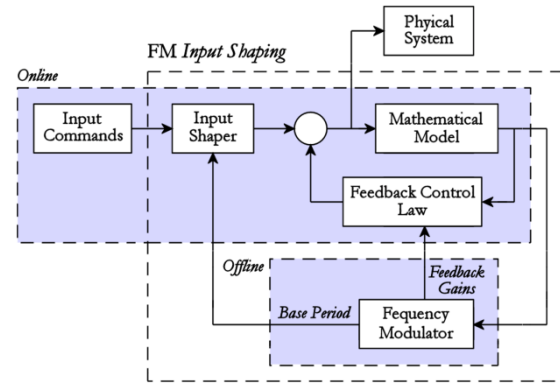 Phyical
System
FM Input Shaping
Online
Input
Commands
Input
Shaper
Mathematical
Model
Feedback Control
Law
Offline
Feedback
Gains
Base Period
Fequency
Modulator